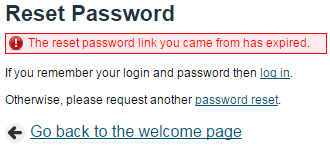 Reset Password
The reset password link you came from has expired.
If you remember your login and password then log in.
Otherwise, please request another password reset.
Go back to the welcome page